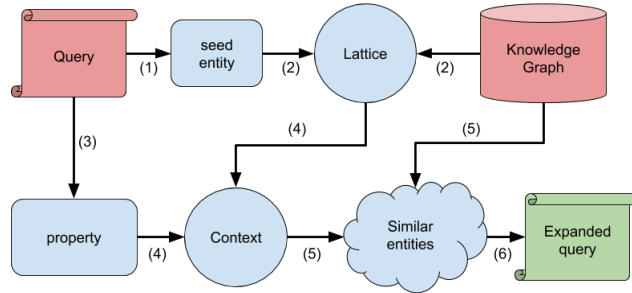 Query
(1)
seed
entity
(2)
Lattice
(2)
Knowledge
Graph
(3)
(4)
(5)
property
(4)
Context
(5)
Similar
entities
(6)
Expanded
query